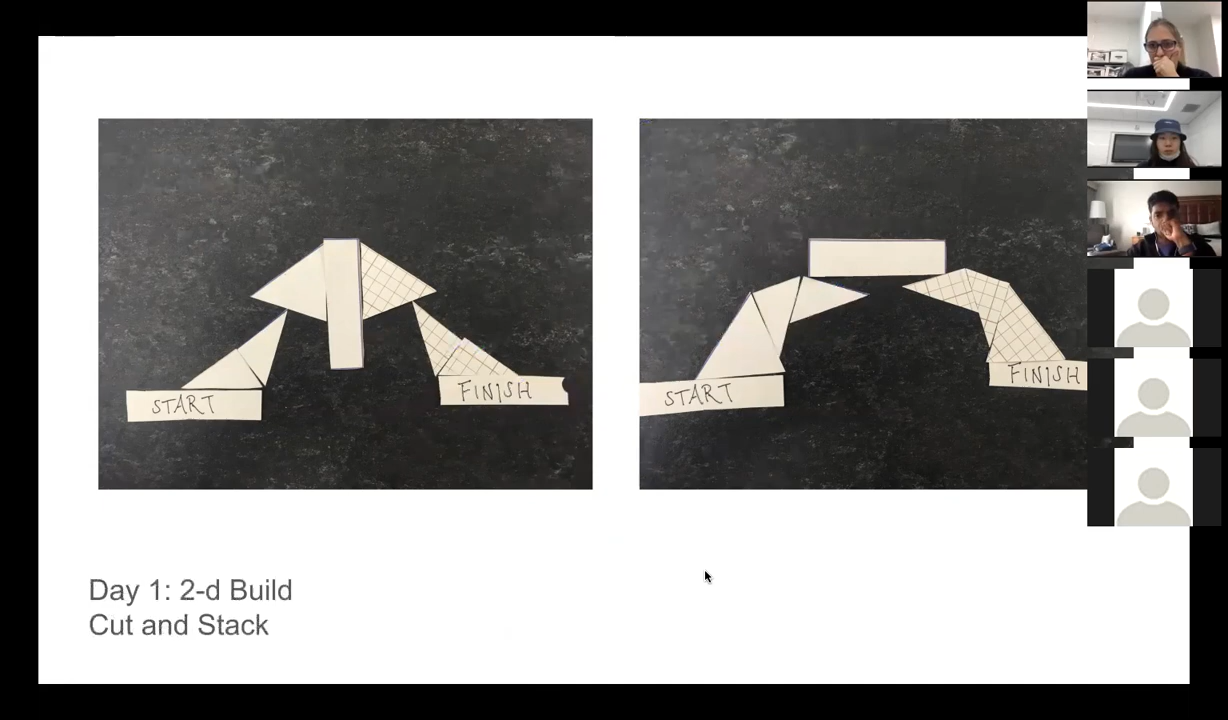 START
FINISH
START
FINISH
Day 1: 2-d Build
Cut and Stack